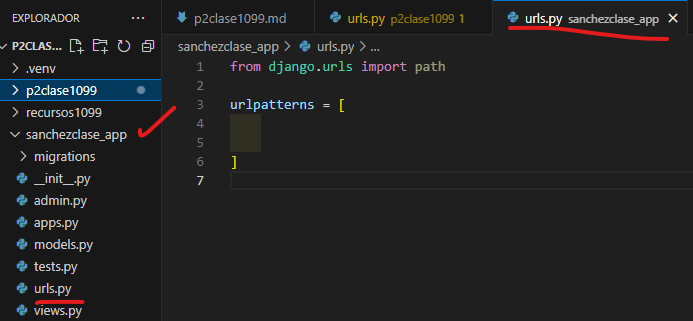 EXPLORADOR
P2CLAS...
.venv
p2clase1099
recursos1099
sanchezclase_app
migrations
__init__.py
admin.py
apps.py
models.py
tests.py
urls.py
views.py
p2clase1099.md
urls.py p2clase1099 1
urls.py sanchezclase_app
sanchezclase_app > urls.py > ...
1 from django.urls import path
2
3 urlpatterns = [
4
5
6 ]
7